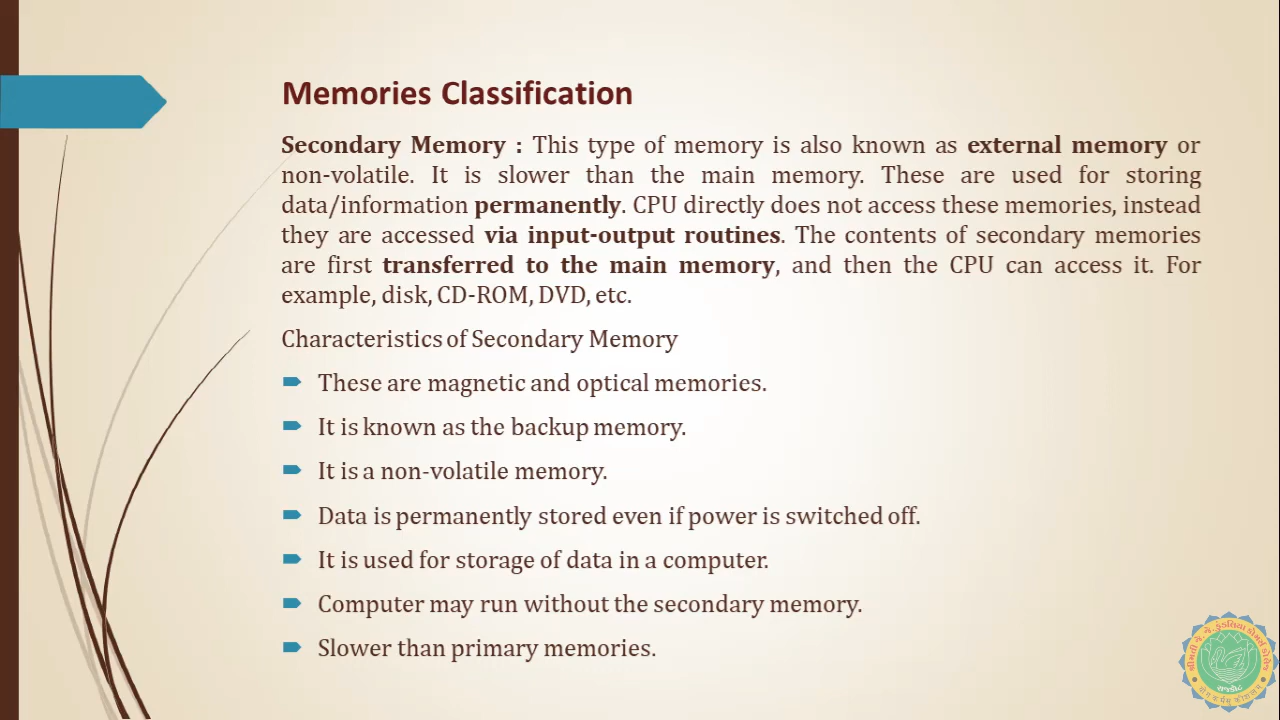 Memories Classification
Secondary Memory : This type of memory is also known as external memory or
non-volatile. It is slower than the main memory. These are used for storing
data/information permanently. CPU directly does not access these memories, instead
they are accessed via input-output routines. The contents of secondary memories
are first transferred to the main memory, and then the CPU can access it. For
example, disk, CD-ROM, DVD, etc.
Characteristics of Secondary Memory
These are magnetic and optical memories.
It is known as the backup memory.
It is a non-volatile memory.
Data is permanently stored even if power is switched off.
It is used for storage of data in a computer.
Computer may run without the secondary memory.
Slower than primary memories.
શ્રીમતી જે. જે. કુંડલિયા કોમર્સ કોલેજ
રાજકોટ